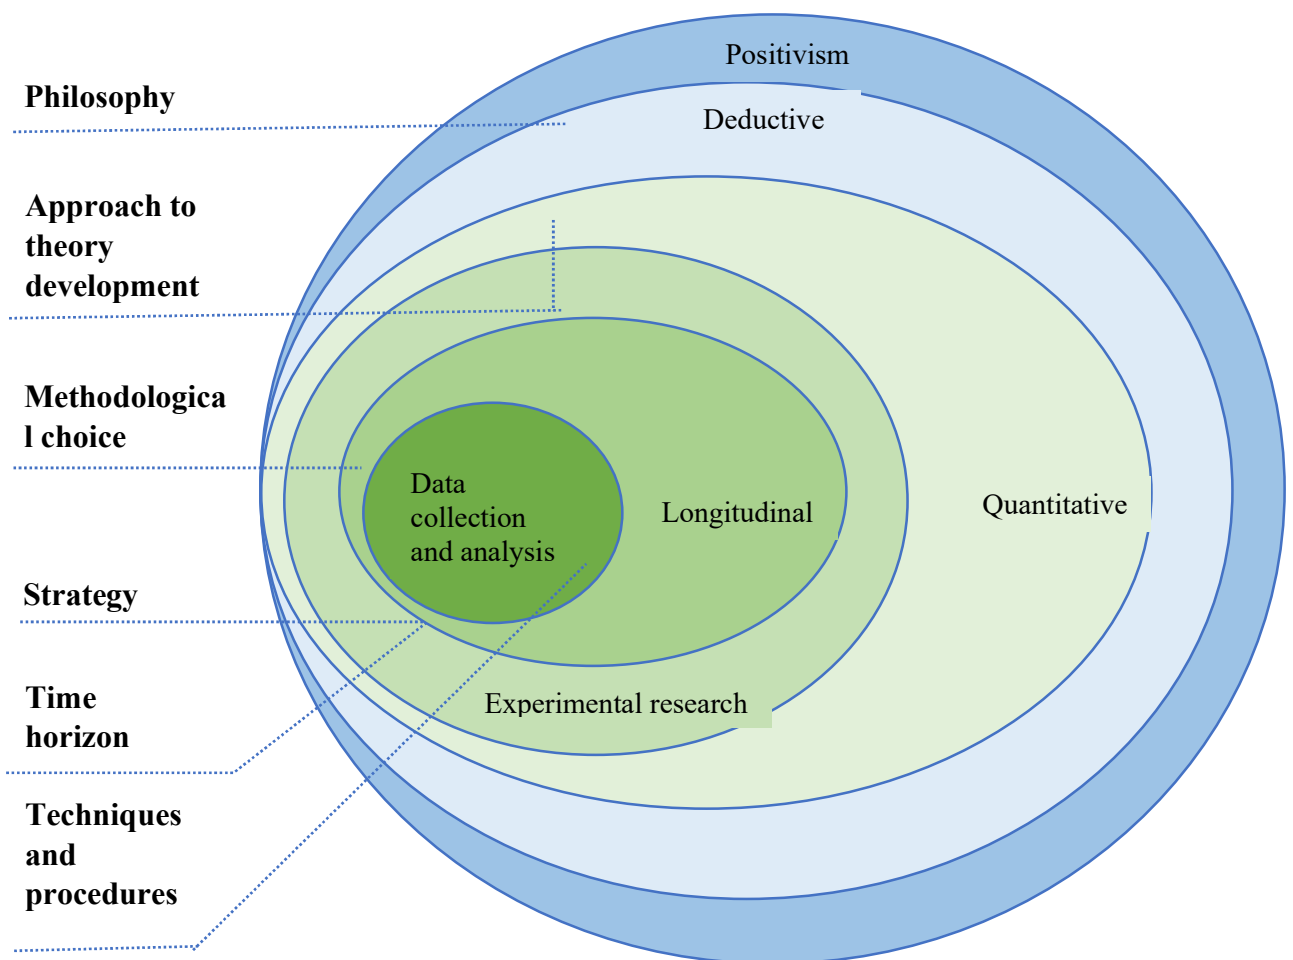 Philosophy
Approach to
theory
development
Methodologica
l choice
Strategy
Time
horizon
Techniques
and
procedures
Positivism
Deductive
Quantitative
Experimental research
Longitudinal
Data
collection
and analysis